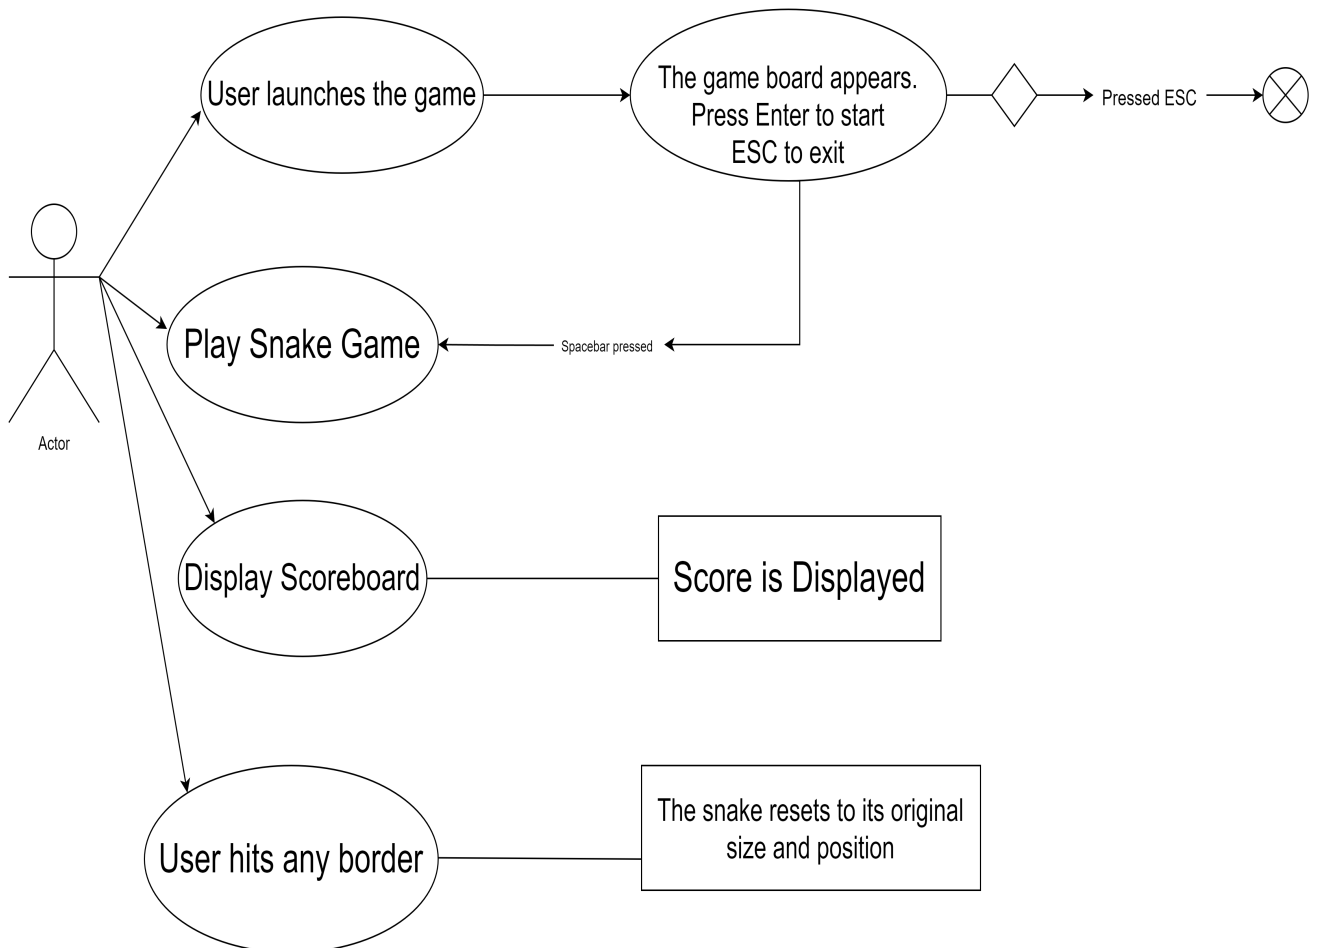 User launches the game
The game board appears.
Press Enter to start
ESC to exit
Pressed ESC
Play Snake Game
Spacebar pressed
Actor
Display Scoreboard
Score is Displayed
User hits any border
The snake resets to its original
size and position